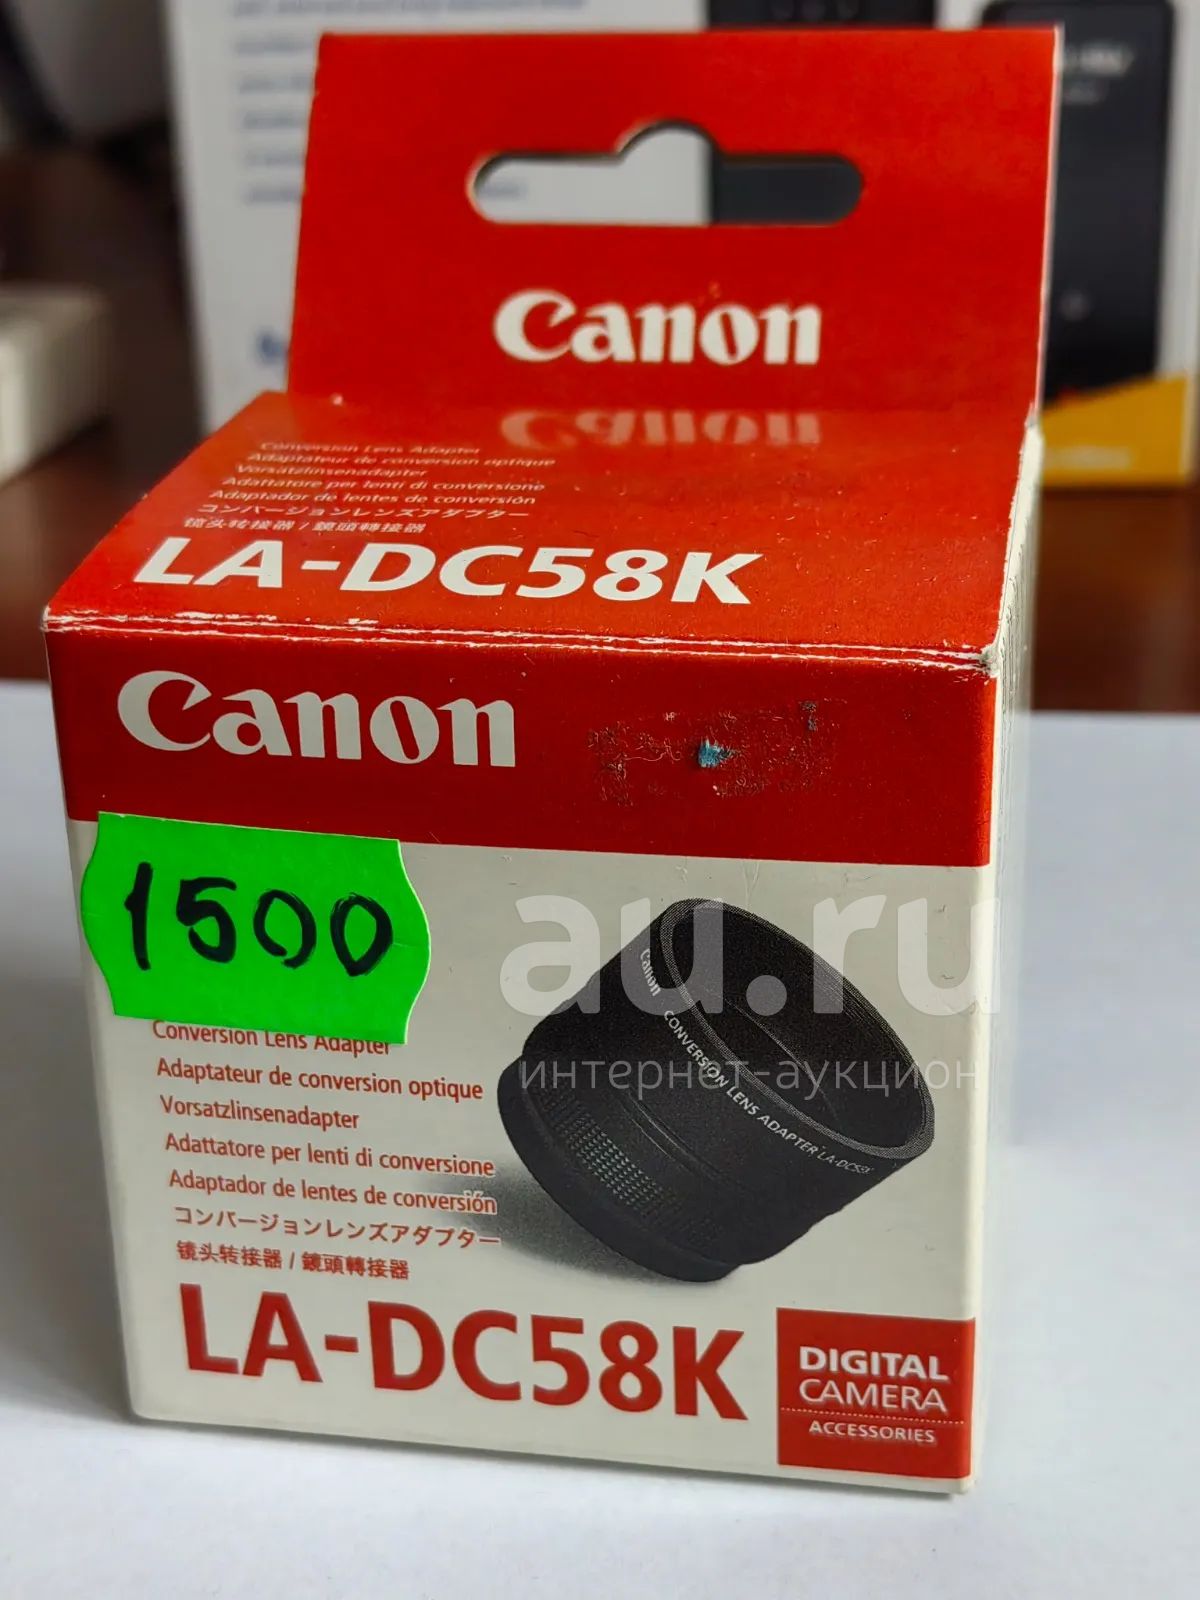 Canon
Conversion Lens Adapter
Adaptateur de conversion optique
Vorsatzlinsenadapter
Adattatore per lenti di conversione
Adaptador de lentes de conversión
コンバージョンレンズアダプター
镜头转接器 / 鏡頭轉接器
LA-DC58K
Canon
1500
au.ru
интернет-аукцион
Canon CONVERSION LENS ADAPTER LA-DC58K
Conversion Lens Adapter
Adaptateur de conversion optique
Vorsatzlinsenadapter
Adattatore per lenti di conversione
Adaptador de lentes de conversión
コンバージョンレンズアダプター
镜头转接器 / 鏡頭轉接器
LA-DC58K
DIGITAL
CAMERA
ACCESSORIES